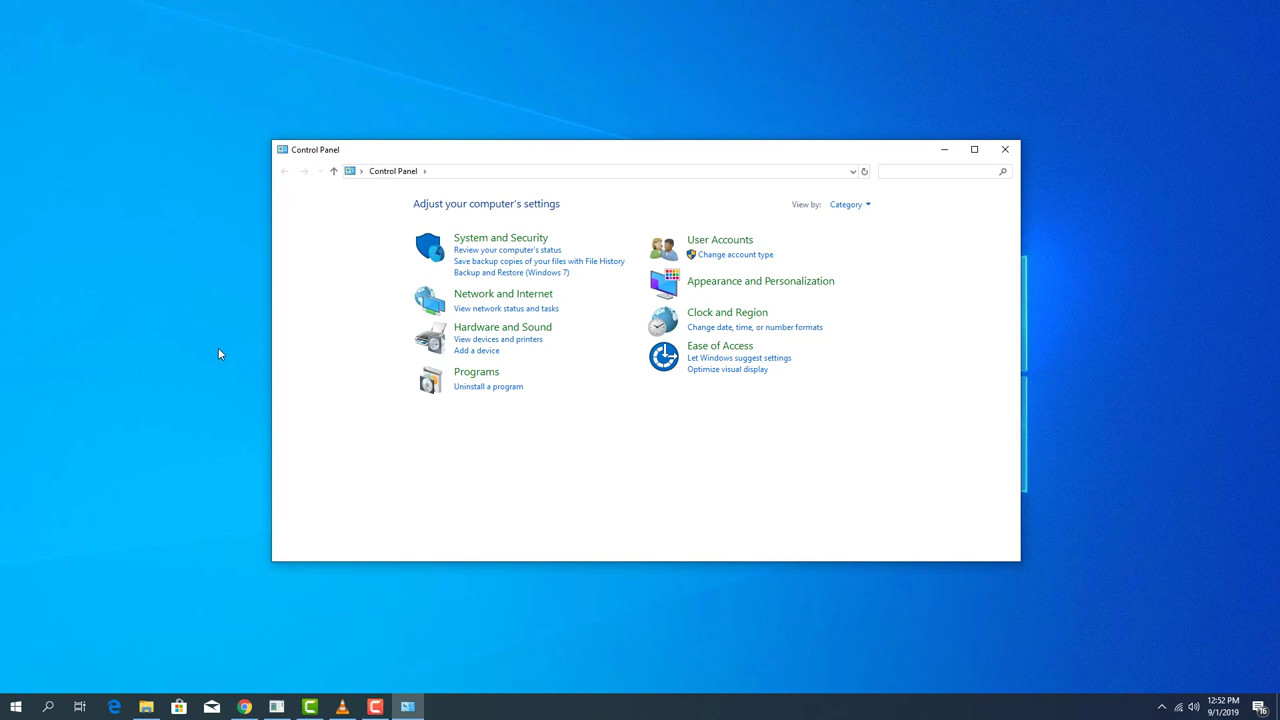 Control Panel
Control Panel
Adjust your computer's settings
View by: Category
System and Security
Review your computer's status
Save backup copies of your files with File History
Backup and Restore (Windows 7)
Network and Internet
View network status and tasks
Hardware and Sound
View devices and printers
Add a device
Programs
Uninstall a program
User Accounts
Change account type
Appearance and Personalization
Clock and Region
Change date, time, or number formats
Ease of Access
Let Windows suggest settings
Optimize visual display
12:52 PM
9/1/2019
16